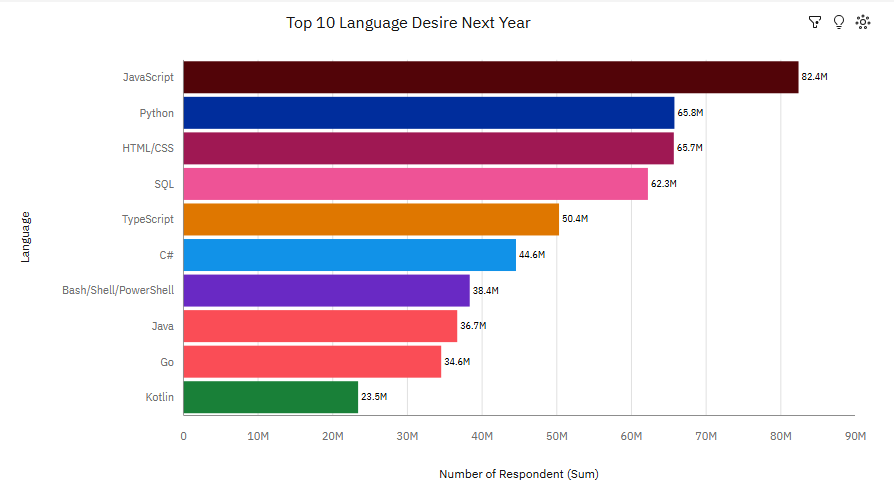 Top 10 Language Desire Next Year
Language
JavaScript 82.4M
Python 65.8M
HTML/CSS 65.7M
SQL 62.3M
TypeScript 50.4M
C# 44.6M
Bash/Shell/PowerShell 38.4M
Java 36.7M
Go 34.6M
Kotlin 23.5M
0 10M 20M 30M 40M 50M 60M 70M 80M 90M
Number of Respondent (Sum)